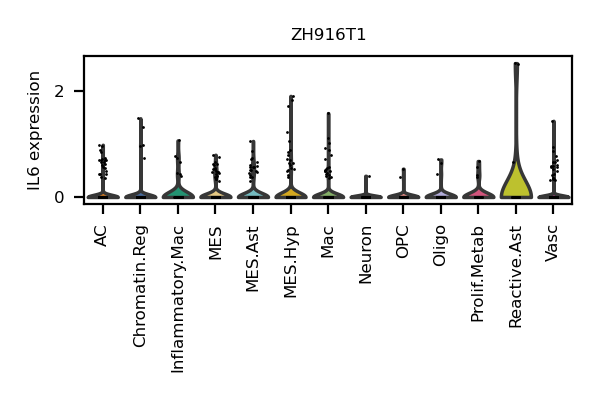 ZH916T1
IL6 expression
2
0
AC
Chromatin.Reg
Inflammatory.Mac
MES
MES.Ast
MES.Hyp
Mac
Neuron
OPC
Oligo
Prolif.Metab
Reactive.Ast
Vasc